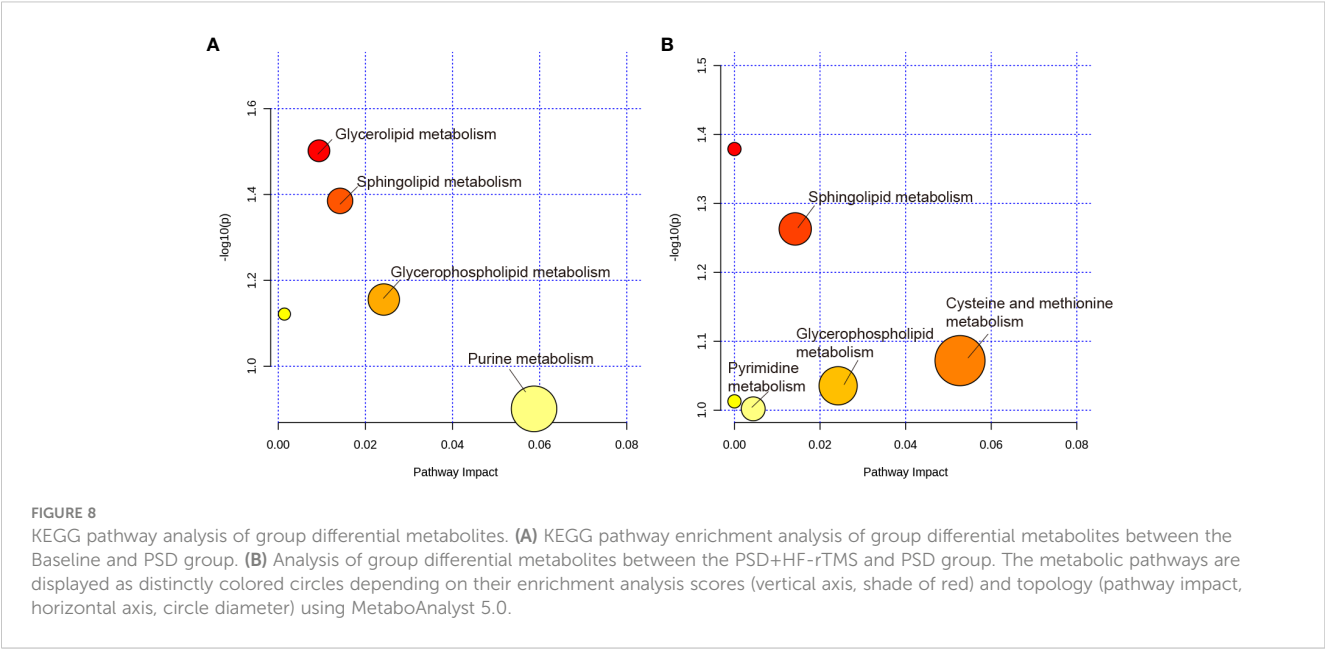 A
B
1.6
1.4
1.2
1.0
-log10(p)
Glycerolipid metabolism
Sphingolipid metabolism
Glycerophospholipid metabolism
Purine metabolism
0.00 0.02 0.04 0.06 0.08
Pathway Impact
1.5
1.4
1.3
1.2
1.1
1.0
-log10(p)
Sphingolipid metabolism
Cysteine and methionine
metabolism
Glycerophospholipid
metabolism
Pyrimidine
metabolism
0.00 0.02 0.04 0.06 0.08
Pathway Impact
FIGURE 8
KEGG pathway analysis of group differential metabolites. (A) KEGG pathway enrichment analysis of group differential metabolites between the
Baseline and PSD group. (B) Analysis of group differential metabolites between the PSD+HF-rTMS and PSD group. The metabolic pathways are
displayed as distinctly colored circles depending on their enrichment analysis scores (vertical axis, shade of red) and topology (pathway impact,
horizontal axis, circle diameter) using MetaboAnalyst 5.0.